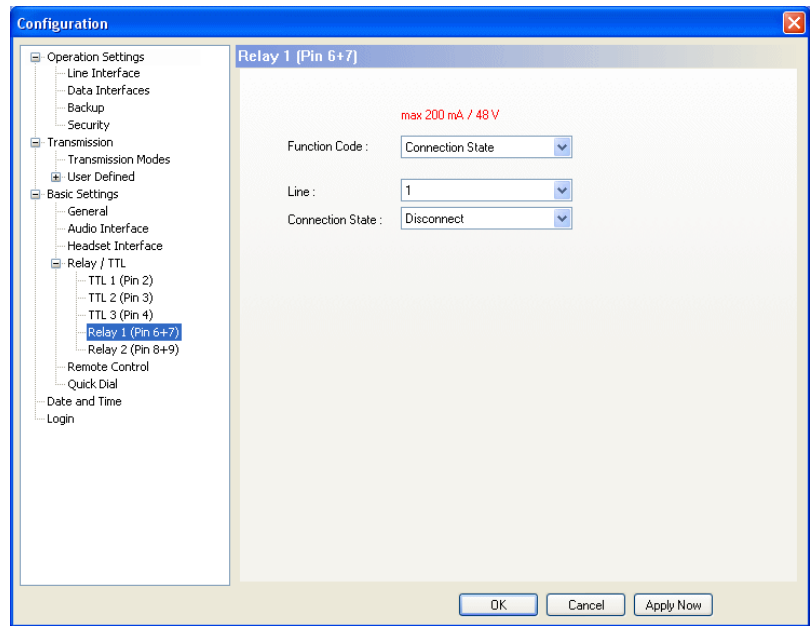 Configuration
Operation Settings
Line Interface
Data Interfaces
Backup
Security
Transmission
Transmission Modes
User Defined
Basic Settings
General
Audio Interface
Headset Interface
Relay / TTL
TTL 1 (Pin 2)
TTL 2 (Pin 3)
TTL 3 (Pin 4)
Relay 1 (Pin 6+7)
Relay 2 (Pin 8+9)
Remote Control
Quick Dial
Date and Time
Login
Relay 1 (Pin 6+7)
max 200 mA / 48 V
Function Code : Connection State
Line : 1
Connection State : Disconnect
OK Cancel Apply Now